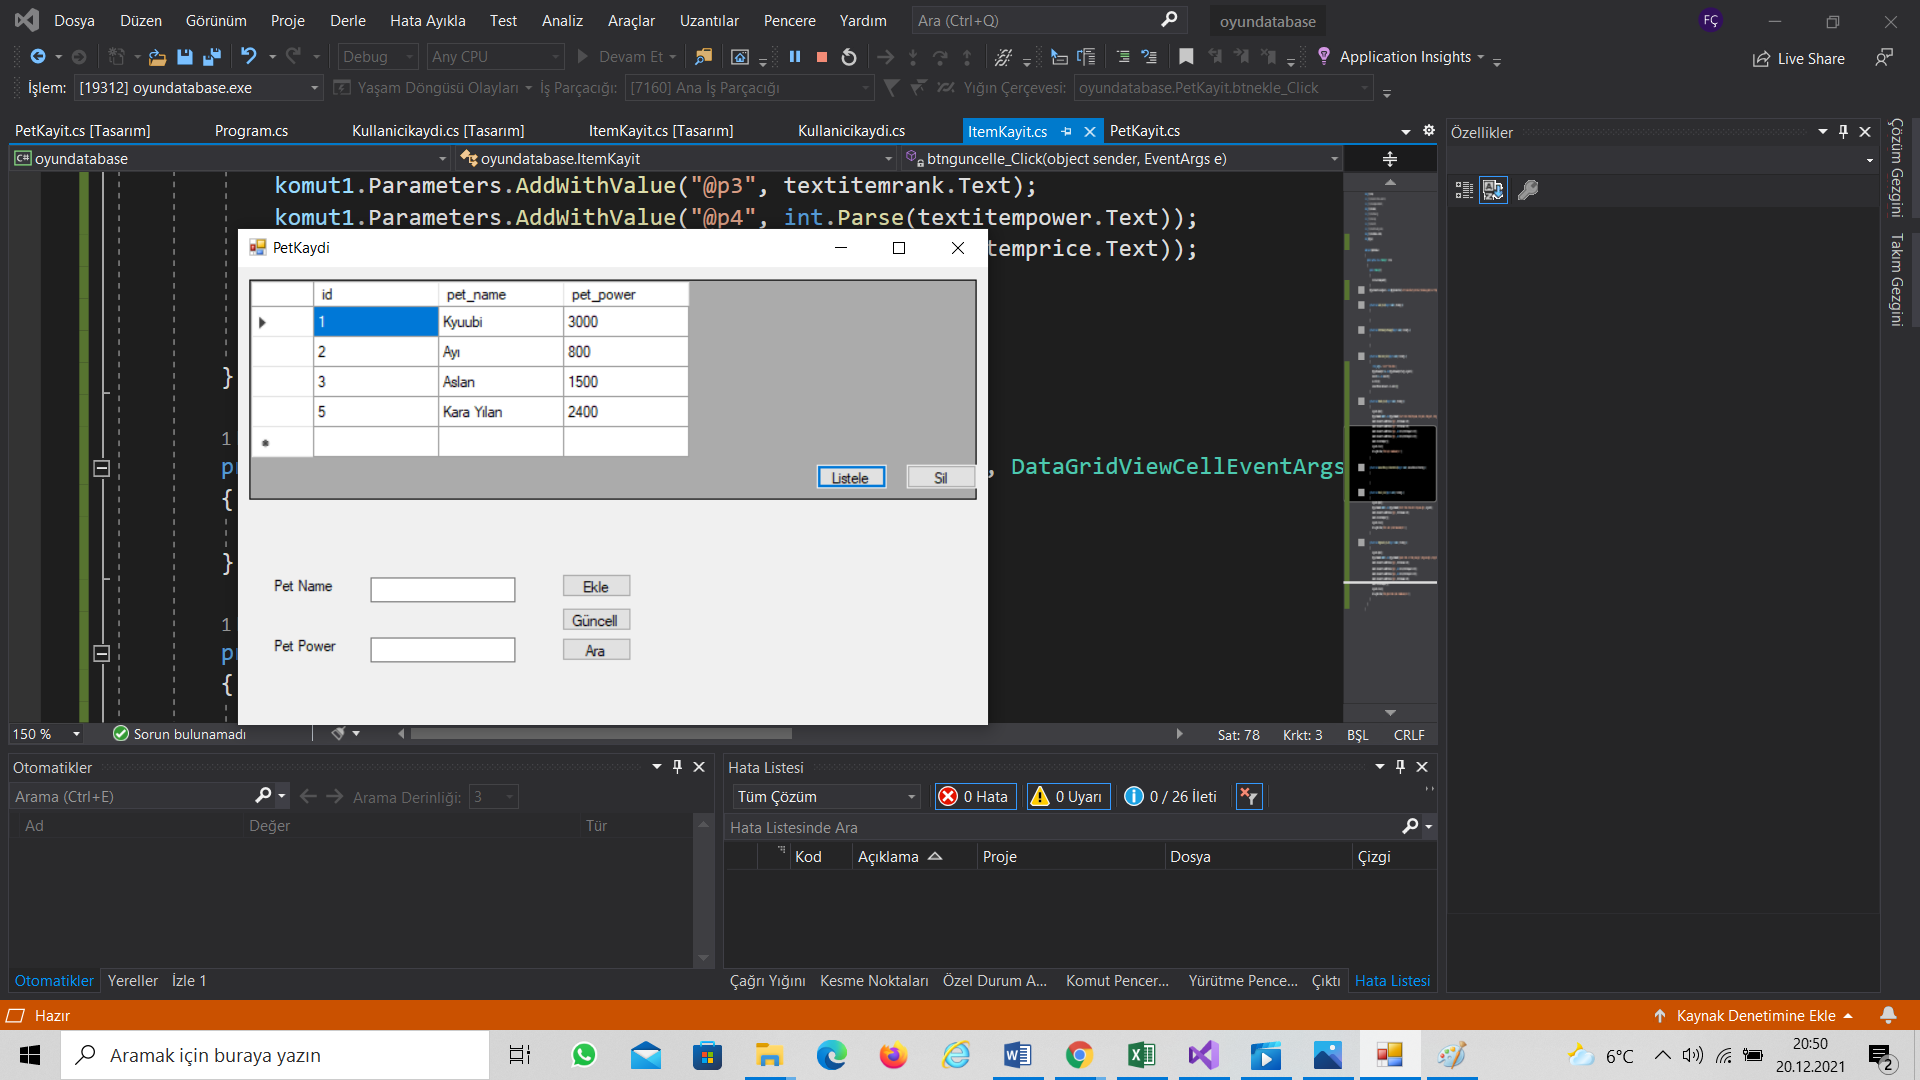 Dosya Düzen Görünüm Proje Derle Hata Ayıkla Test Analiz Araçlar Uzantılar Pencere Yardım Ara (Ctrl+Q) oyundatabase FÇ
Debug Any CPU Devam Et Application Insights Live Share
İşlem: [19312] oyundatabase.exe Yaşam Döngüsü Olayları İş Parçacığı: [7160] Ana İş Parçacığı Yığın Çerçevesi: oyundatabase.PetKayit.btnekle_Click
PetKayit.cs [Tasarım] Program.cs Kullanicikaydi.cs [Tasarım] ItemKayit.cs [Tasarım] Kullanicikaydi.cs ItemKayit.cs PetKayit.cs Özellikler
C# oyundatabase oyundatabase.ItemKayit btnguncelle_Click(object sender, EventArgs e)
Çözüm Gezgini
Takım Gezgini
komut1.Parameters.AddWithValue("@p3", textitemrank.Text);
komut1.Parameters.AddWithValue("@p4", int.Parse(textitempower.Text));
temprice.Text));
}
1
, DataGridViewCellEventArgs
{
}
1
{
PetKaydi
id pet_name pet_power
1 Kyuubi 3000
2 Ayı 800
3 Aslan 1500
5 Kara Yılan 2400
*
Listele Sil
Pet Name Ekle
Güncell
Pet Power Ara
150 % Sorun bulunamadı Sat: 78 Krkt: 3 BŞL CRLF
Otomatikler
Arama (Ctrl+E) Arama Derinliği: 3
Ad Değer Tür
Otomatikler Yereller İzle 1
Hata Listesi
Tüm Çözüm 0 Hata 0 Uyarı 0 / 26 İleti
Hata Listesinde Ara
Kod Açıklama Proje Dosya Çizgi
Çağrı Yığını Kesme Noktaları Özel Durum A... Komut Pencer... Yürütme Pence... Çıktı Hata Listesi
Hazır Kaynak Denetimine Ekle
Aramak için buraya yazın 6°C 20:50
20.12.2021 2